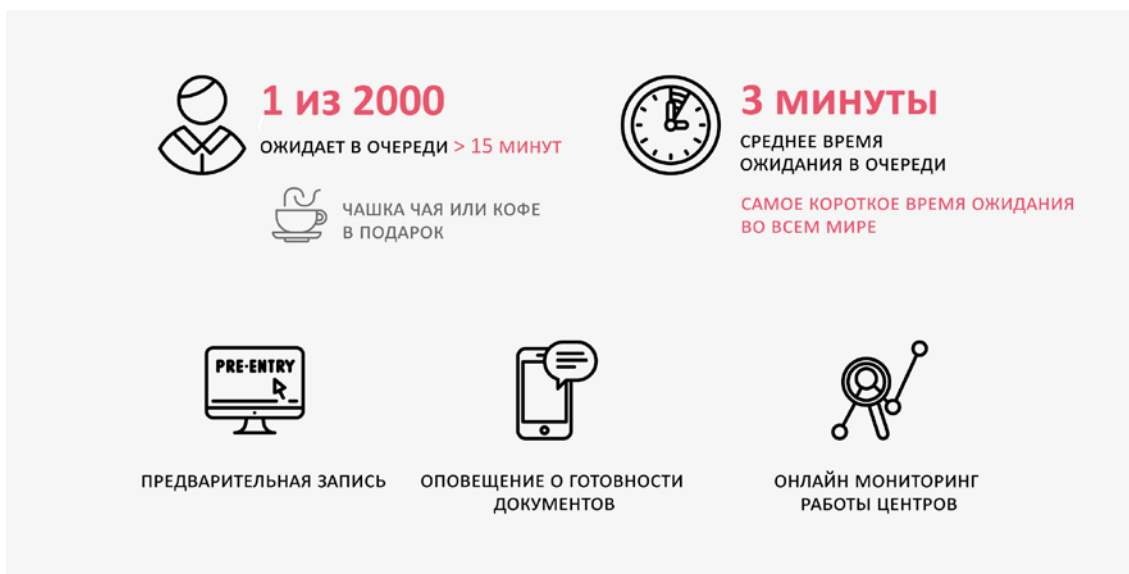 1 из 2000
ОЖИДАЕТ В ОЧЕРЕДИ > 15 МИНУТ
ЧАШКА ЧАЯ ИЛИ КОФЕ
В ПОДАРОК
3 МИНУТЫ
СРЕДНЕЕ ВРЕМЯ
ОЖИДАНИЯ В ОЧЕРЕДИ
САМОЕ КОРОТКОЕ ВРЕМЯ ОЖИДАНИЯ
ВО ВСЕМ МИРЕ
PRE-ENTRY
ПРЕДВАРИТЕЛЬНАЯ ЗАПИСЬ
ОПОВЕЩЕНИЕ О ГОТОВНОСТИ
ДОКУМЕНТОВ
ОНЛАЙН МОНИТОРИНГ
РАБОТЫ ЦЕНТРОВ